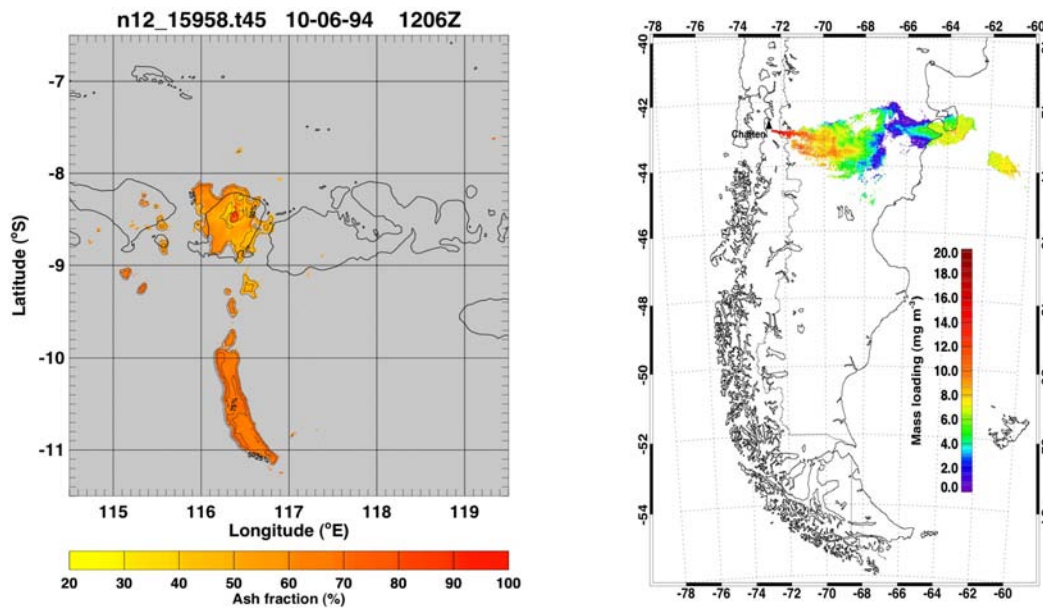 n12_15958.t45 10-06-94 1206Z
-7
-8
-9
-10
-11
Latitude (°S)
115 116 117 118 119
Longitude (°E)
20 30 40 50 60 70 80 90 100
Ash fraction (%)
-78 -76 -74 -72 -70 -68 -66 -64 -62 -60
-40
-42
-44
-46
-48
-50
-52
-54
Chaiten
20.0
18.0
16.0
14.0
12.0
10.0
8.0
6.0
4.0
2.0
0.0
Mass loading (mg m⁻³)
-78 -76 -74 -72 -70 -68 -66 -64 -62 -60